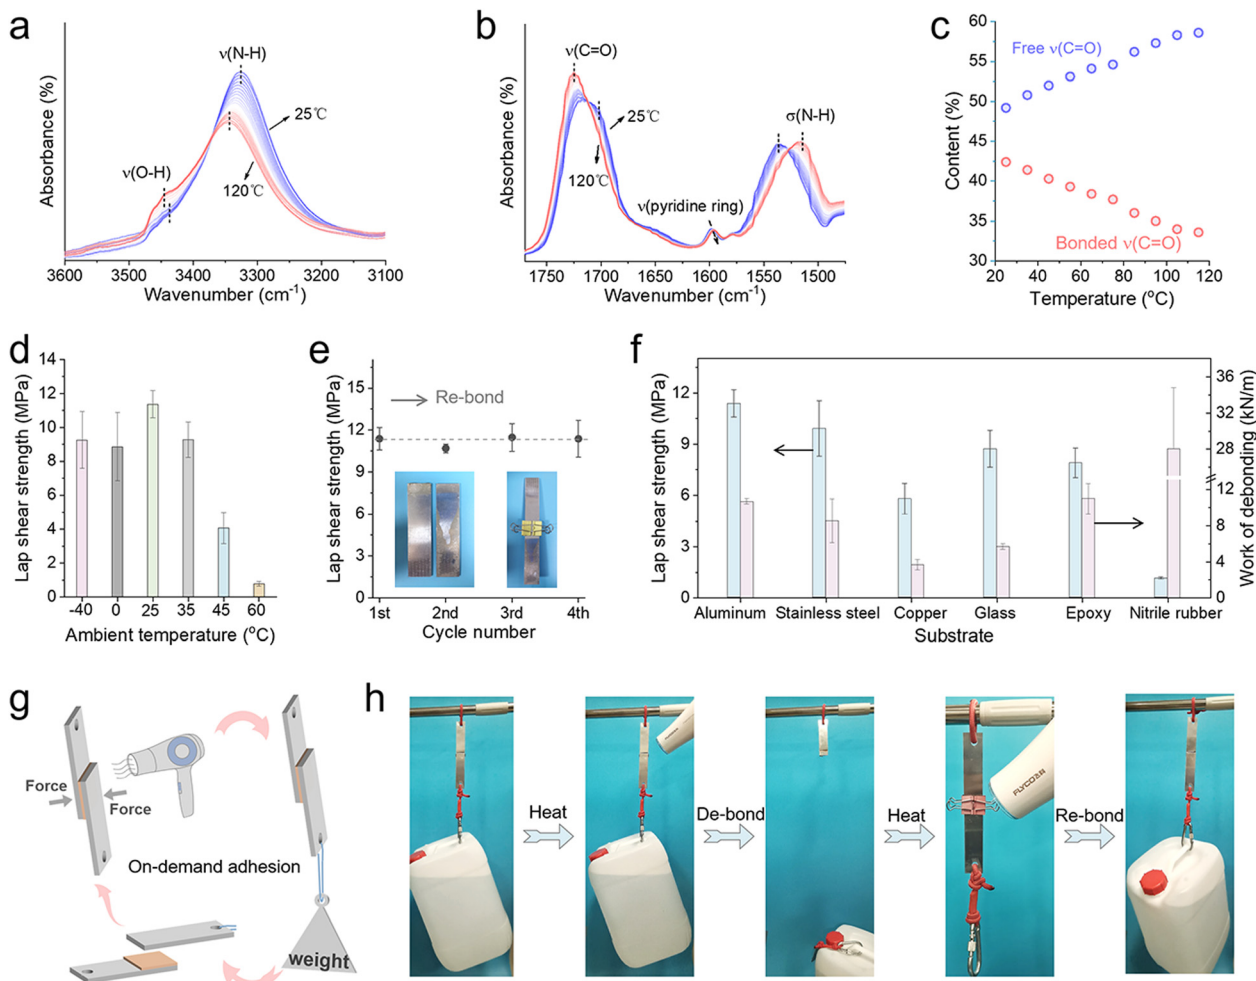 a
Absorbance (%)
ν(N-H)
25℃
ν(O-H)
120℃
3600 3500 3400 3300 3200 3100
Wavenumber (cm⁻¹)
b
Absorbance (%)
ν(C=O)
25℃
σ(N-H)
120℃
ν(pyridine ring)
1750 1700 1650 1600 1550 1500
Wavenumber (cm⁻¹)
c
Content (%)
60
55
50
45
40
35
30
Free ν(C=O)
Bonded ν(C=O)
20 40 60 80 100 120
Temperature (°C)
d
Lap shear strength (MPa)
14
12
10
8
6
4
2
0
-40 0 25 35 45 60
Ambient temperature (°C)
e
Lap shear strength (MPa)
15
12
9
6
3
0
Re-bond
1st 2nd 3rd 4th
Cycle number
f
Lap shear strength (MPa)
12
9
6
3
0
36
32
28
24
12
8
4
0
Work of debonding (kN/m)
Aluminum Stainless steel Copper Glass Epoxy Nitrile rubber
Substrate
g
Force
Force
On-demand adhesion
weight
h
Heat
De-bond
Heat
FLYCO
Re-bond